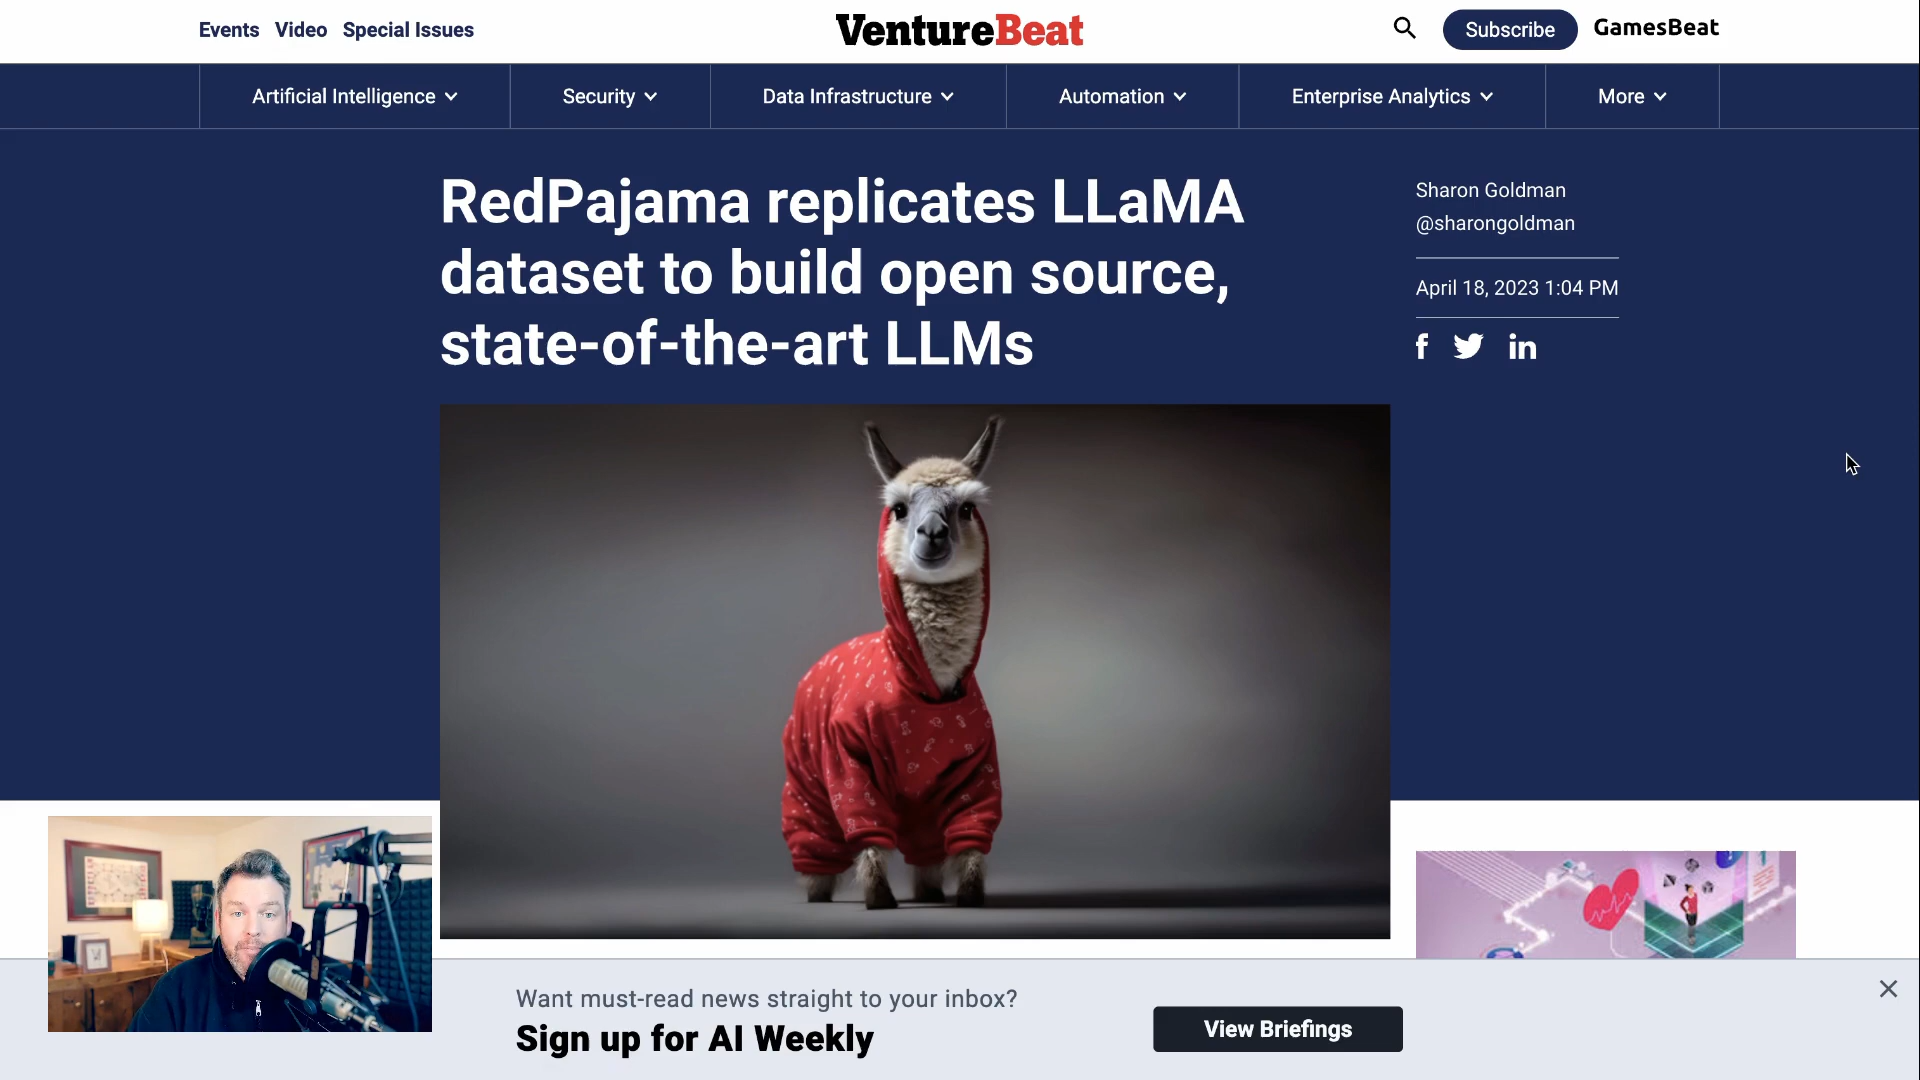 Events Video Special Issues
VentureBeat
Subscribe
GamesBeat
Artificial Intelligence
Security
Data Infrastructure
Automation
Enterprise Analytics
More
RedPajama replicates LLaMA
dataset to build open source,
state-of-the-art LLMs
Sharon Goldman
@sharongoldman
April 18, 2023 1:04 PM
Want must-read news straight to your inbox?
Sign up for AI Weekly
View Briefings